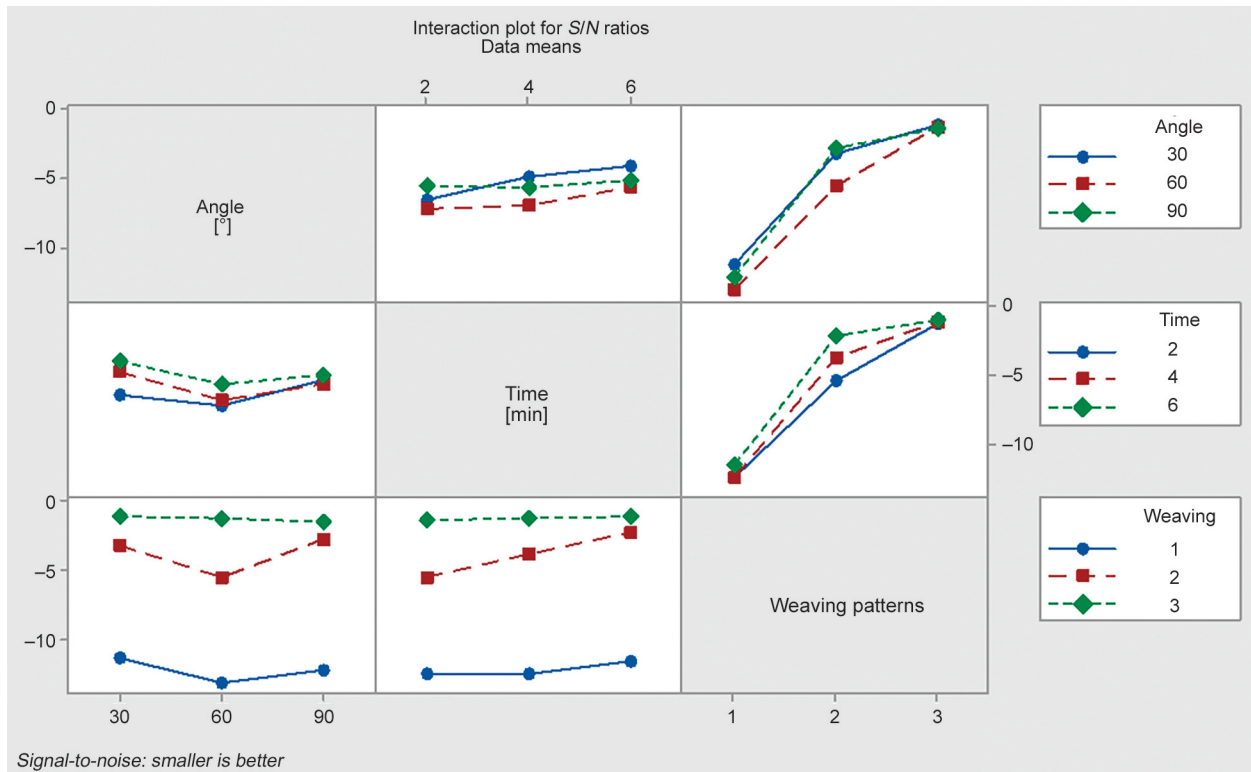 Interaction plot for S/N ratios
Data means
2 4 6
0
–5
–10
Angle
[°]
Angle
30
60
90
Time
[min]
0
–5
–10
Time
2
4
6
0
–5
–10
Weaving patterns
Weaving
1
2
3
30 60 90
1 2 3
Signal-to-noise: smaller is better